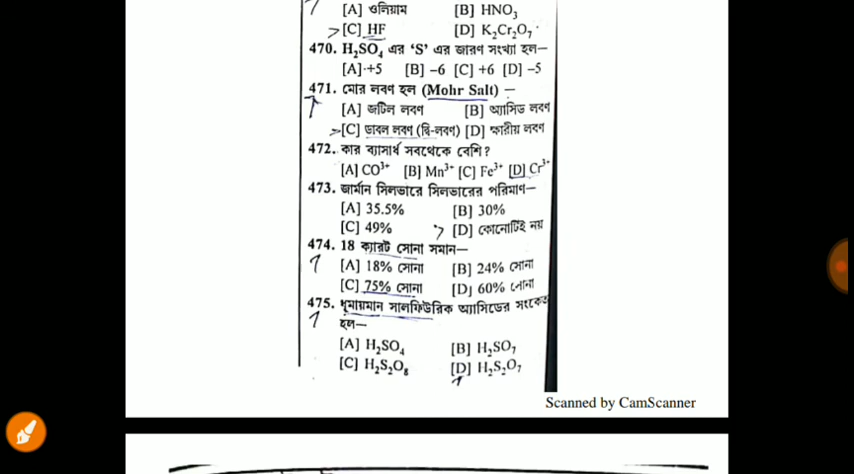 [A] ওলিয়াম [B] HNO₃
[C] HF [D] K₂Cr₂O₇
470. H₂SO₄ এর ‘S’ এর জারণ সংখ্যা হল—
[A] +5 [B] –6 [C] +6 [D] –5
471. মোর লবণ হল (Mohr Salt) —
[A] জটিল লবণ [B] অ্যাসিড লবণ
[C] ডাবল লবণ (দ্বি-লবণ) [D] ক্ষারীয় লবণ
472. কার ব্যাসার্ধ সবথেকে বেশি?
[A] CO³⁺ [B] Mn³⁺ [C] Fe³⁺ [D] Cr³⁺
473. জার্মান সিলভারে সিলভারের পরিমাণ—
[A] 35.5% [B] 30%
[C] 49% [D] কোনোটিই নয়
474. 18 ক্যারট সোনা সমান—
[A] 18% সোনা [B] 24% সোনা
[C] 75% সোনা [D] 60% সোনা
475. ধূমায়মান সালফিউরিক অ্যাসিডের সংকেত
হল—
[A] H₂SO₄ [B] H₂SO₇
[C] H₂S₂O₈ [D] H₂S₂O₇
Scanned by CamScanner